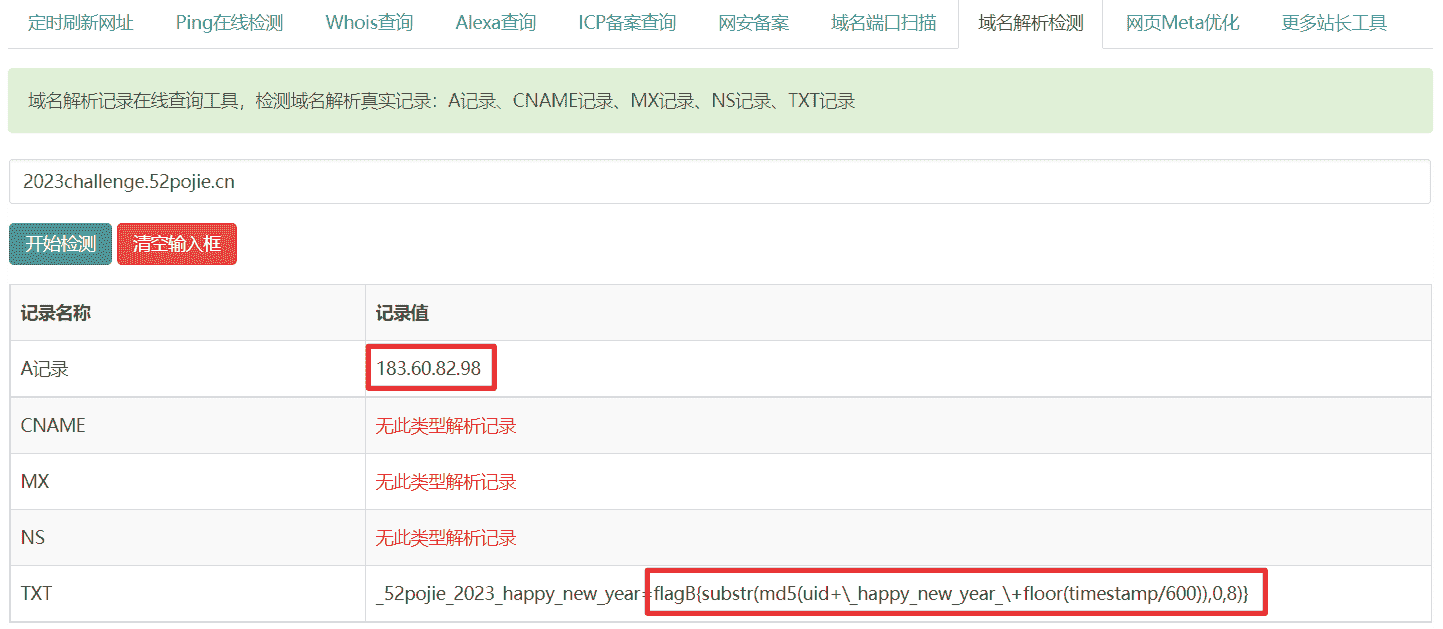 定时刷新网址 Ping在线检测 Whois查询 Alexa查询 ICP备案查询 网安备案 域名端口扫描 域名解析检测 网页Meta优化 更多站长工具
域名解析记录在线查询工具，检测域名解析真实记录：A记录、CNAME记录、MX记录、NS记录、TXT记录
2023challenge.52pojie.cn
开始检测 清空输入框
记录名称 记录值
A记录 183.60.82.98
CNAME 无此类型解析记录
MX 无此类型解析记录
NS 无此类型解析记录
TXT _52pojie_2023_happy_new_year=flagB{substr(md5(uid+\_happy_new_year_\+floor(timestamp/600)),0,8)}